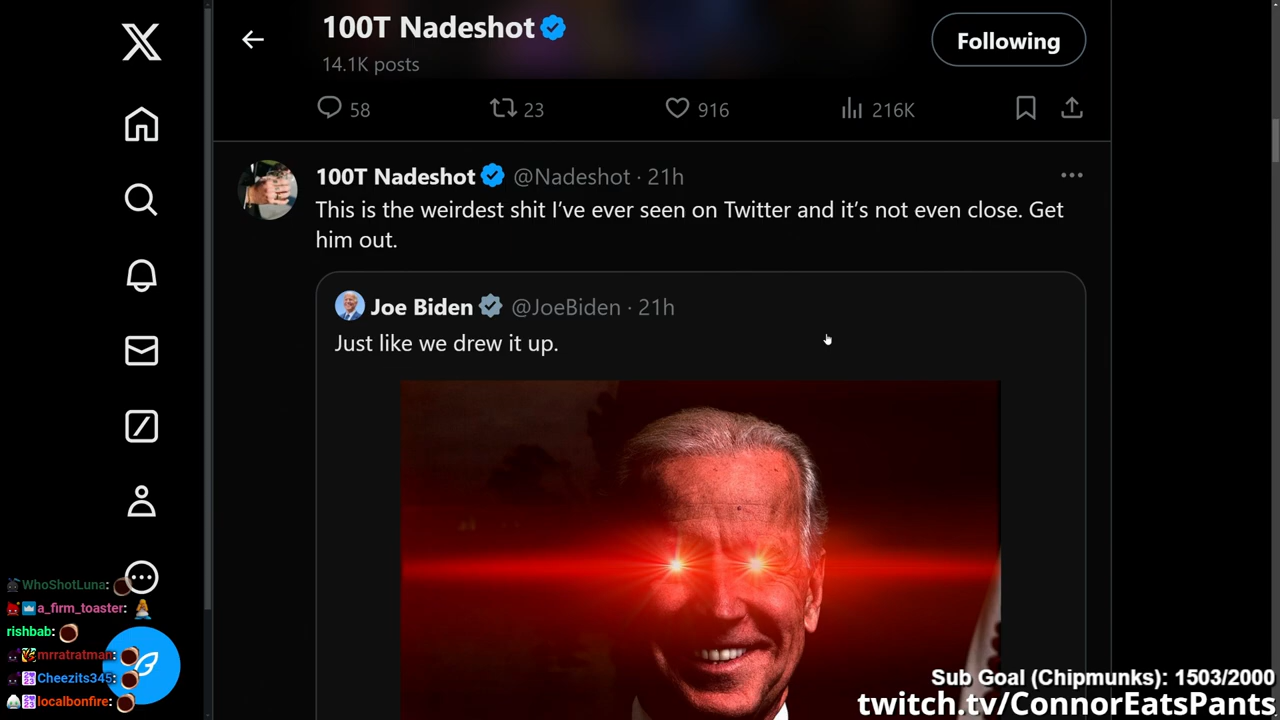 100T Nadeshot
14.1K posts
Following
58 23 916 216K
100T Nadeshot @Nadeshot · 21h
This is the weirdest shit I’ve ever seen on Twitter and it’s not even close. Get
him out.
Joe Biden @JoeBiden · 21h
Just like we drew it up.
WhoShotLuna:
a_firm_toaster:
rishbab:
mrratratman:
Cheezits345:
localbonfire:
Sub Goal (Chipmunks): 1503/2000
twitch.tv/ConnorEatsPants